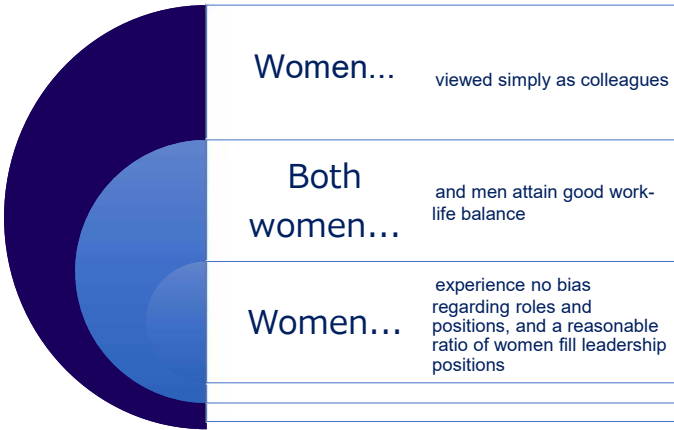 Women...
viewed simply as colleagues
Both
women...
and men attain good work-
life balance
Women...
experience no bias
regarding roles and
positions, and a reasonable
ratio of women fill leadership
positions